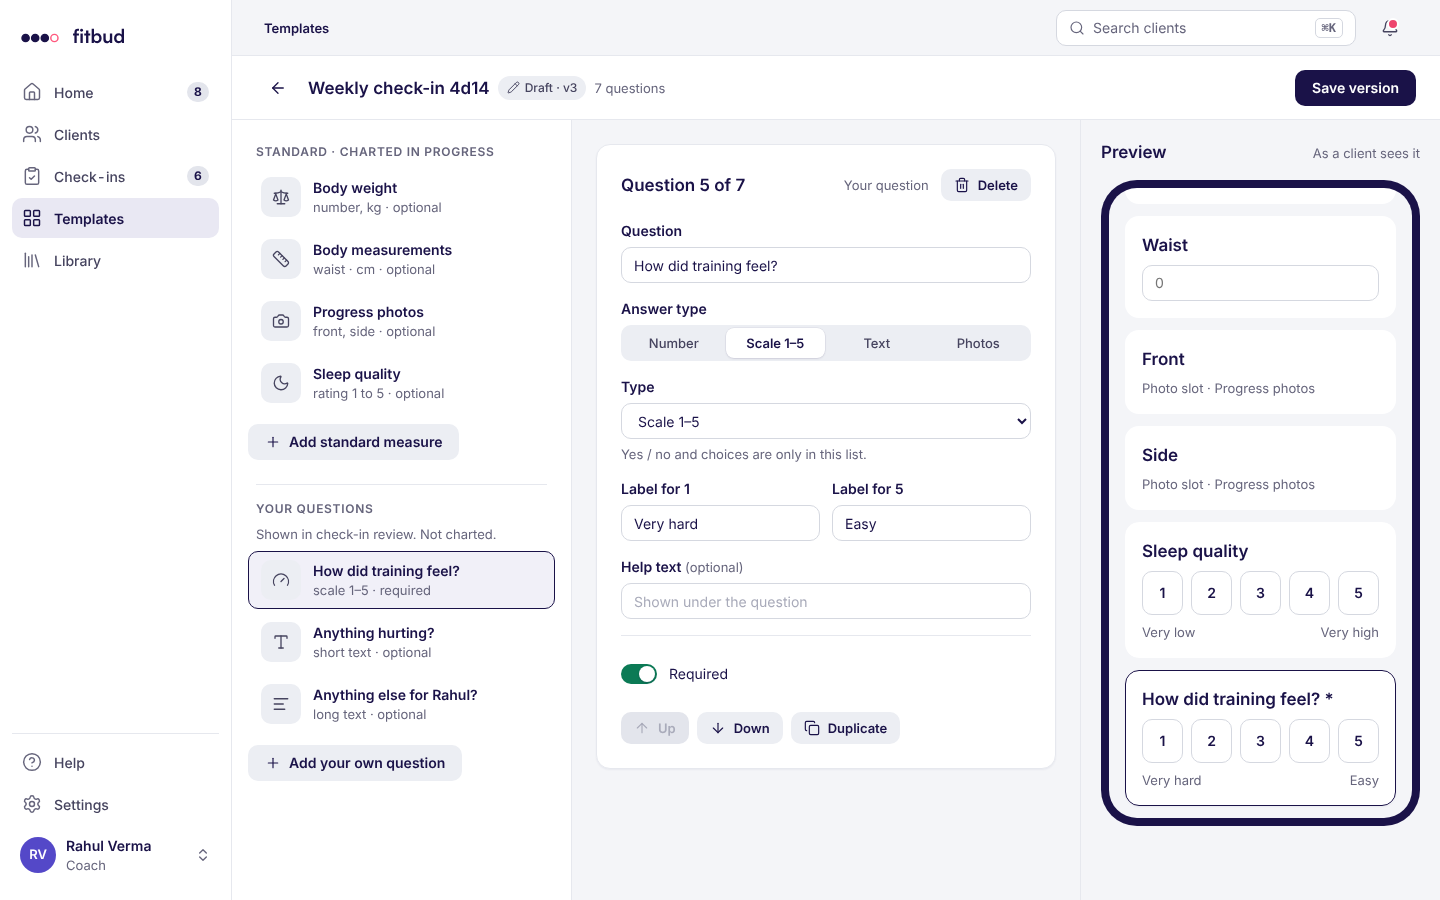 fitbud
Home 8
Clients
Check-ins 6
Templates
Library
Help
Settings
RV Rahul Verma
Coach
Templates
Search clients ⌘K
Weekly check-in 4d14 Draft · v3 7 questions
Save version
STANDARD · CHARTED IN PROGRESS
Body weight
number, kg · optional
Body measurements
waist · cm · optional
Progress photos
front, side · optional
Sleep quality
rating 1 to 5 · optional
+ Add standard measure
YOUR QUESTIONS
Shown in check-in review. Not charted.
How did training feel?
scale 1–5 · required
Anything hurting?
short text · optional
Anything else for Rahul?
long text · optional
+ Add your own question
Question 5 of 7 Your question Delete
Question
How did training feel?
Answer type
Number Scale 1–5 Text Photos
Type
Scale 1–5
Yes / no and choices are only in this list.
Label for 1 Label for 5
Very hard Easy
Help text (optional)
Shown under the question
Required
Up Down Duplicate
Preview As a client sees it
Waist
0
Front
Photo slot · Progress photos
Side
Photo slot · Progress photos
Sleep quality
1 2 3 4 5
Very low Very high
How did training feel? *
1 2 3 4 5
Very hard Easy